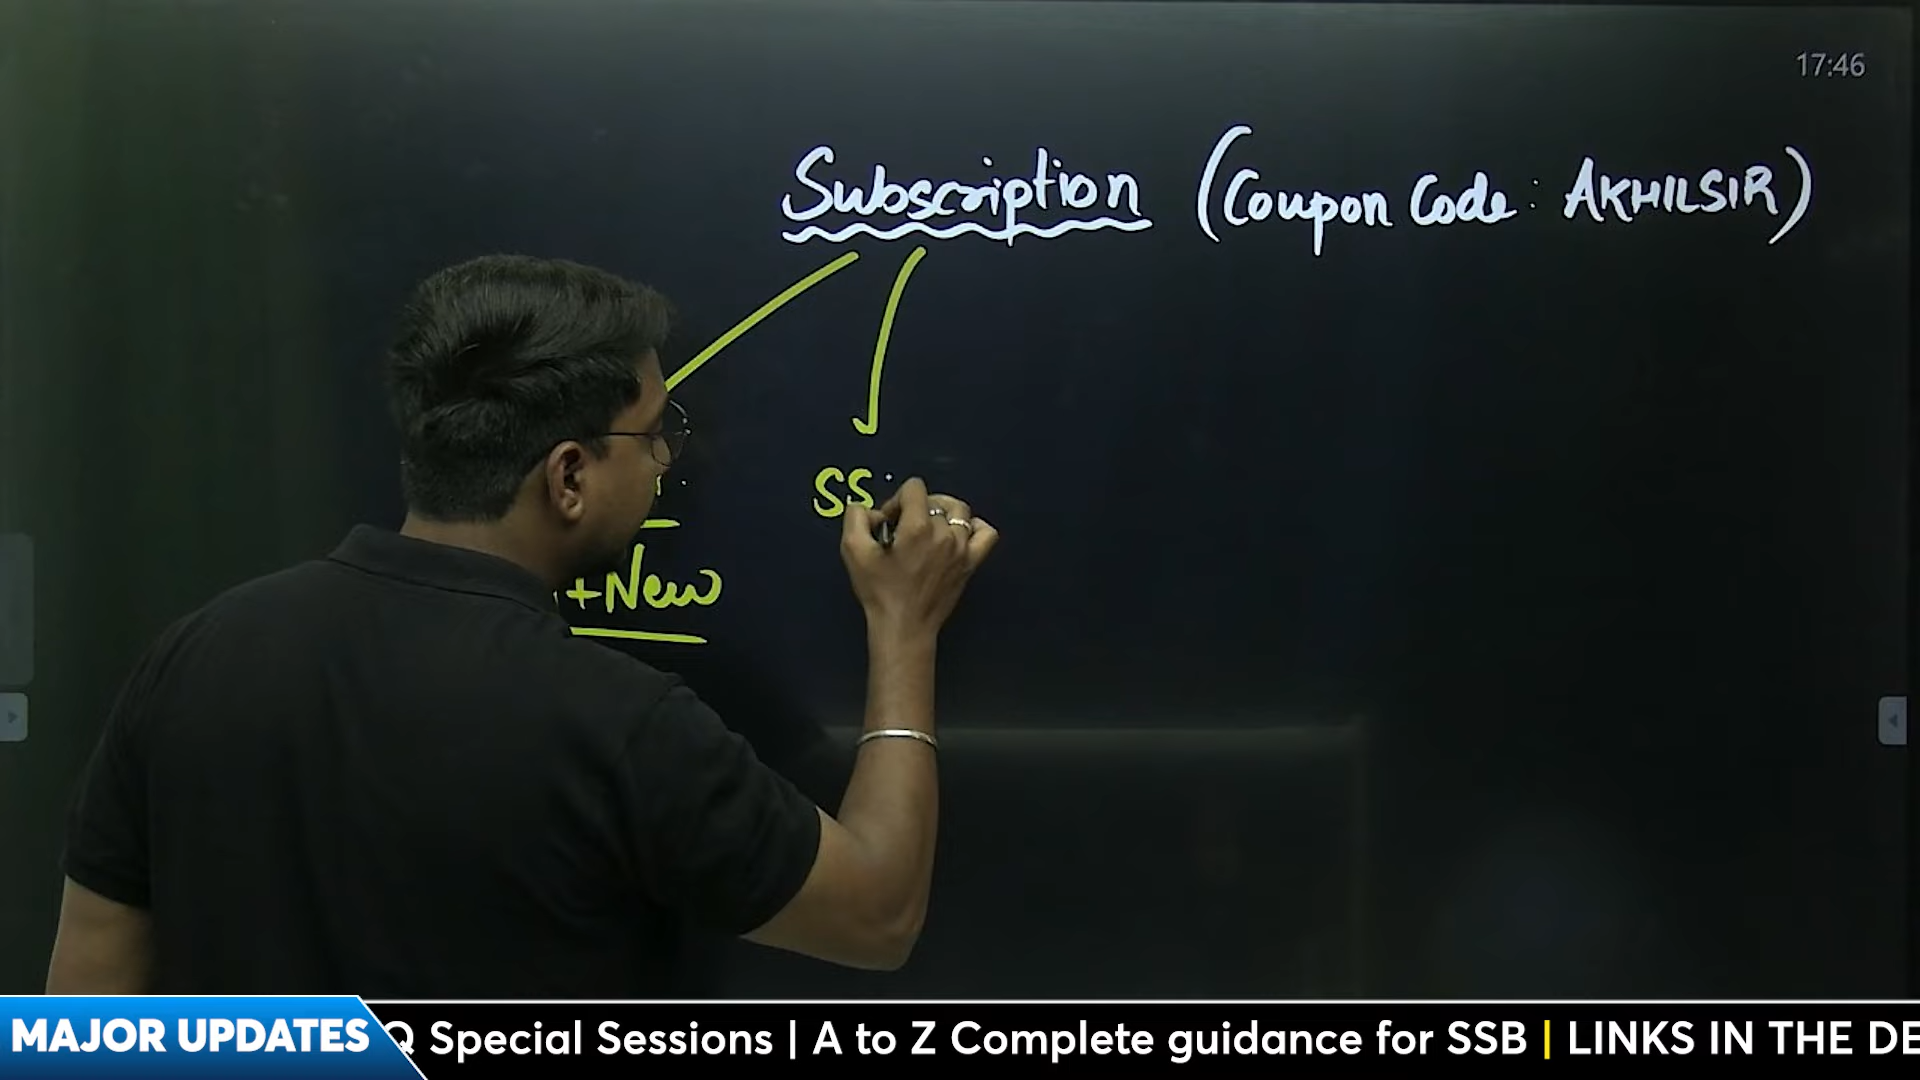 17:46
Subscription (Coupon Code: AKHILSIR)
SS
+New
MAJOR UPDATES
Q Special Sessions | A to Z Complete guidance for SSB | LINKS IN THE DE